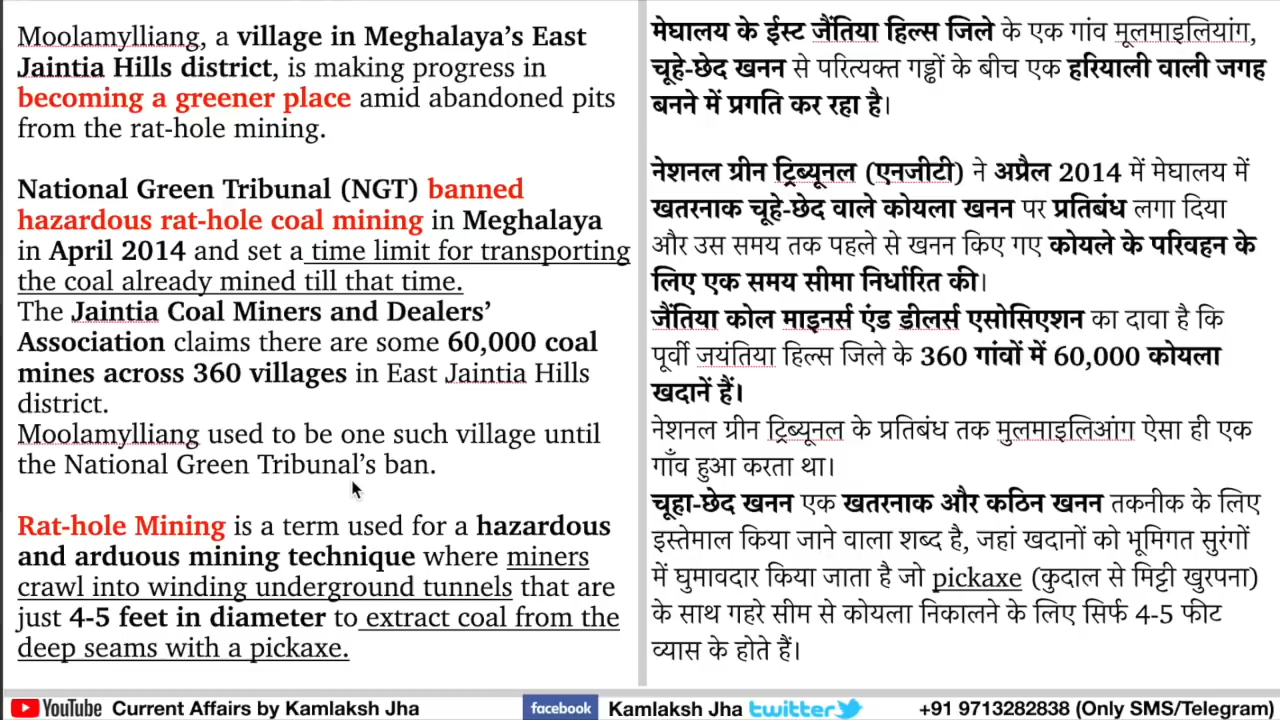 Moolamylliang, a village in Meghalaya's East
Jaintia Hills district, is making progress in
becoming a greener place amid abandoned pits
from the rat-hole mining.
National Green Tribunal (NGT) banned
hazardous rat-hole coal mining in Meghalaya
in April 2014 and set a time limit for transporting
the coal already mined till that time.
The Jaintia Coal Miners and Dealers'
Association claims there are some 60,000 coal
mines across 360 villages in East Jaintia Hills
district.
Moolamylliang used to be one such village until
the National Green Tribunal's ban.
Rat-hole Mining is a term used for a hazardous
and arduous mining technique where miners
crawl into winding underground tunnels that are
just 4-5 feet in diameter to extract coal from the
deep seams with a pickaxe.
मेघालय के ईस्ट जैंतिया हिल्स जिले के एक गांव मूलमाइलियांग,
चूहे-छेद खनन से परित्यक्त गड्ढों के बीच एक हरियाली वाली जगह
बनने में प्रगति कर रहा है।
नेशनल ग्रीन ट्रिब्यूनल (एनजीटी) ने अप्रैल 2014 में मेघालय में
खतरनाक चूहे-छेद वाले कोयला खनन पर प्रतिबंध लगा दिया
और उस समय तक पहले से खनन किए गए कोयले के परिवहन के
लिए एक समय सीमा निर्धारित की।
जैंतिया कोल माइनर्स एंड डीलर्स एसोसिएशन का दावा है कि
पूर्वी जयंतिया हिल्स जिले के 360 गांवों में 60,000 कोयला
खदानें हैं।
नेशनल ग्रीन ट्रिब्यूनल के प्रतिबंध तक मुलमाइलिआंग ऐसा ही एक
गाँव हुआ करता था।
चूहा-छेद खनन एक खतरनाक और कठिन खनन तकनीक के लिए
इस्तेमाल किया जाने वाला शब्द है, जहां खदानों को भूमिगत सुरंगों
में घुमावदार किया जाता है जो pickaxe (कुदाल से मिट्टी खुरपना)
के साथ गहरे सीम से कोयला निकालने के लिए सिर्फ 4-5 फीट
व्यास के होते हैं।
YouTube Current Affairs by Kamlaksh Jha facebook Kamlaksh Jha twitter +91 9713282838 (Only SMS/Telegram)